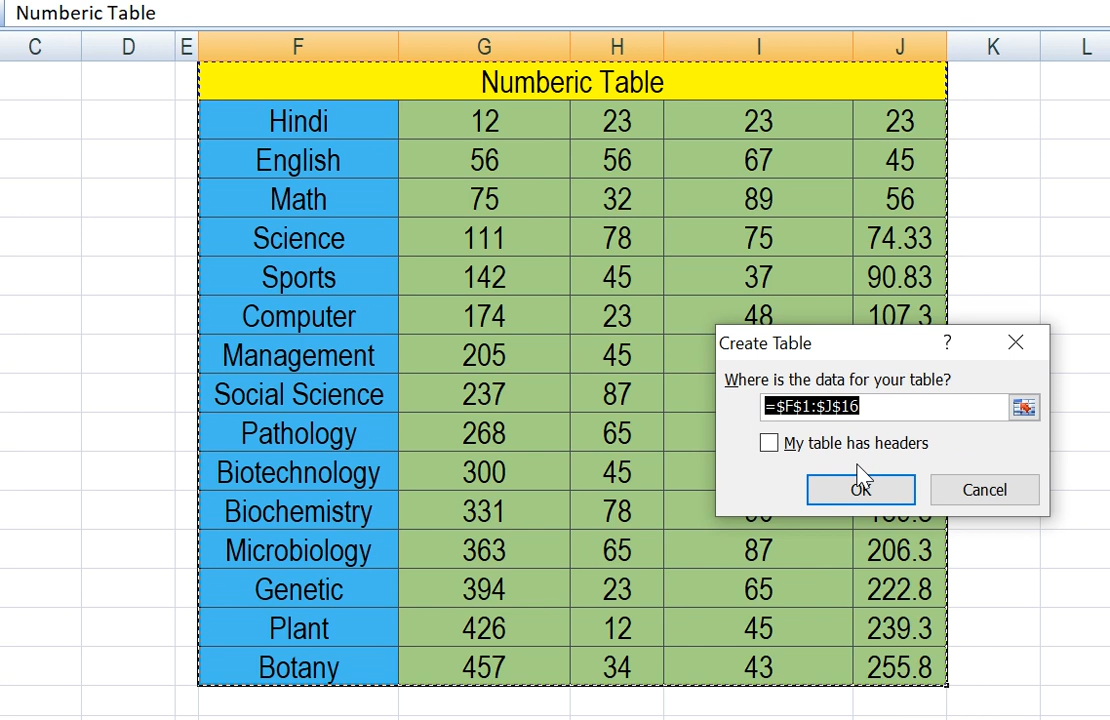 Numberic Table
C D E F G H I J K L
Numberic Table
Hindi 12 23 23 23
English 56 56 67 45
Math 75 32 89 56
Science 111 78 75 74.33
Sports 142 45 37 90.83
Computer 174 23 48 107.3
Create Table ? ×
Management 205 45
Where is the data for your table?
Social Science 237 87
=$F$1:$J$16
Pathology 268 65
My table has headers
Biotechnology 300 45
OK Cancel
Biochemistry 331 78
Microbiology 363 65 87 206.3
Genetic 394 23 65 222.8
Plant 426 12 45 239.3
Botany 457 34 43 255.8